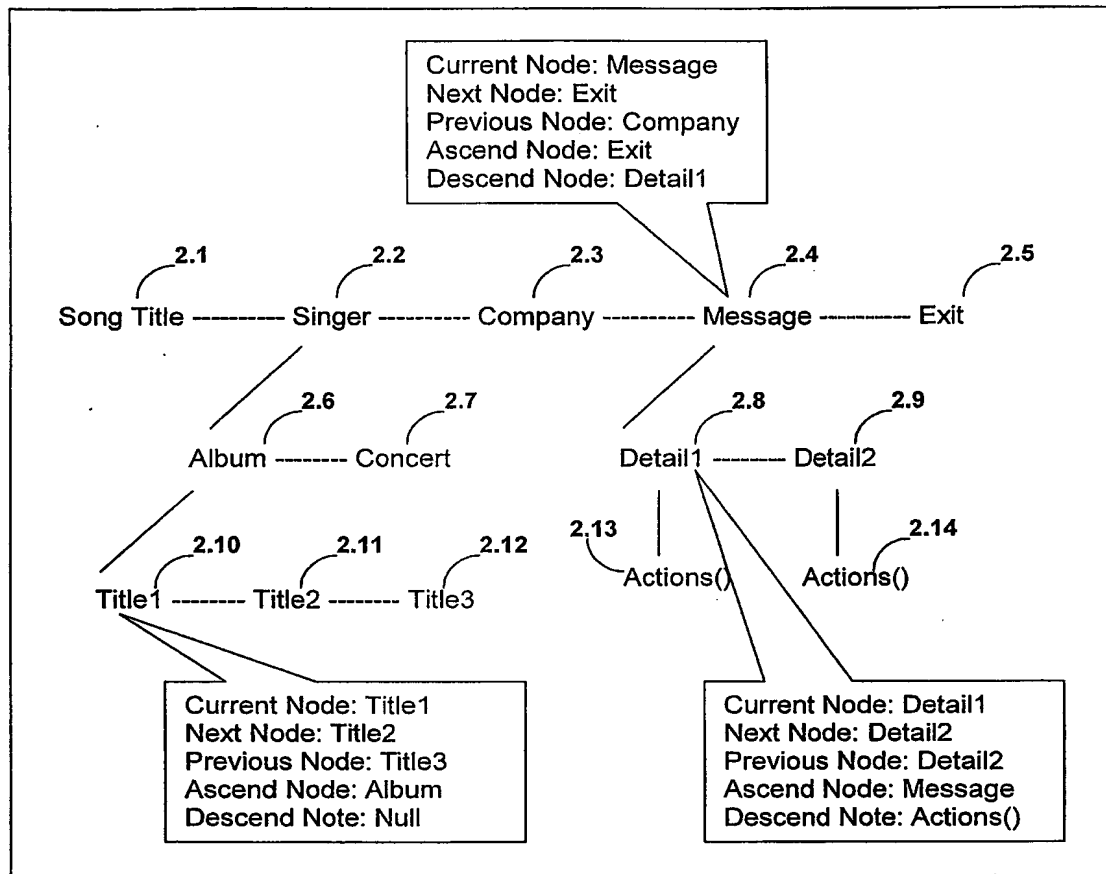 Current Node: Message
Next Node: Exit
Previous Node: Company
Ascend Node: Exit
Descend Node: Detail1
2.1 2.2 2.3 2.4 2.5
Song Title Singer Company Message Exit
2.6 2.7 2.8 2.9
Album Concert Detail1 Detail2
2.10 2.11 2.12 2.13 2.14
Title1 Title2 Title3 Actions() Actions()
Current Node: Title1
Next Node: Title2
Previous Node: Title3
Ascend Node: Album
Descend Note: Null
Current Node: Detail1
Next Node: Detail2
Previous Node: Detail2
Ascend Node: Message
Descend Note: Actions()